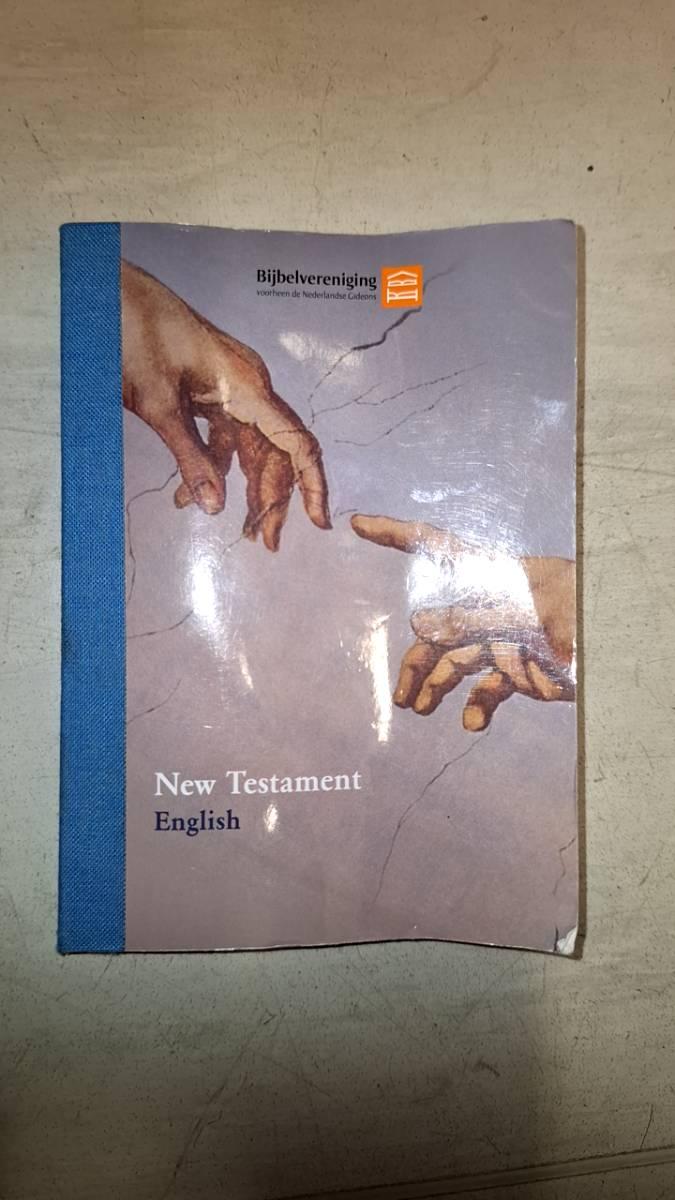 Bijbelvereniging
voorheen de Nederlandse Gideons
New Testament
English